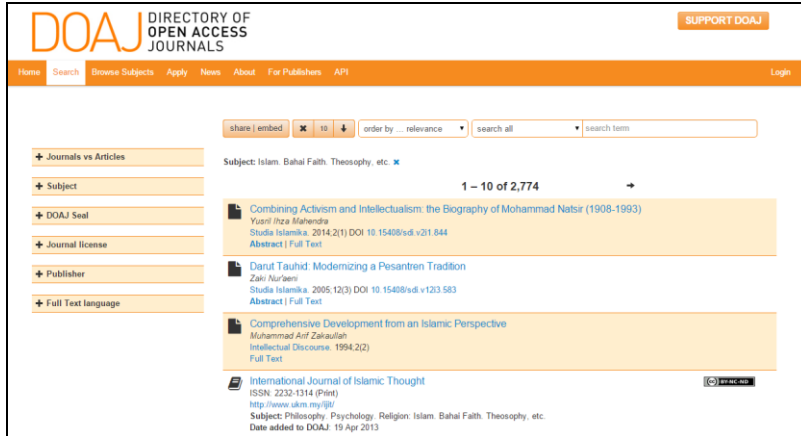 DOAJ
DIRECTORY OF
OPEN ACCESS
JOURNALS
SUPPORT DOAJ
Home Search Browse Subjects Apply News About For Publishers API Login
share | embed 10 order by ... relevance search all search term
Journals vs Articles
Subject
DOAJ Seal
Journal license
Publisher
Full Text language
Subject: Islam. Bahai Faith. Theosophy, etc.
1 – 10 of 2,774
Combining Activism and Intellectualism: the Biography of Mohammad Natsir (1908-1993)
Yusril Ihza Mahendra
Studia Islamika. 2014;2(1) DOI 10.15408/sdi.v2i1.844
Abstract | Full Text
Darut Tauhid: Modernizing a Pesantren Tradition
Zaki Nur'aeni
Studia Islamika. 2005;12(3) DOI 10.15408/sdi.v12i3.583
Abstract | Full Text
Comprehensive Development from an Islamic Perspective
Muhammad Arif Zakaullah
Intellectual Discourse. 1994;2(2)
Full Text
International Journal of Islamic Thought
CC BY-NC-ND
ISSN: 2232-1314 (Print)
http://www.ukm.my/ijit/
Subject: Philosophy. Psychology. Religion: Islam. Bahai Faith. Theosophy, etc.
Date added to DOAJ: 19 Apr 2013